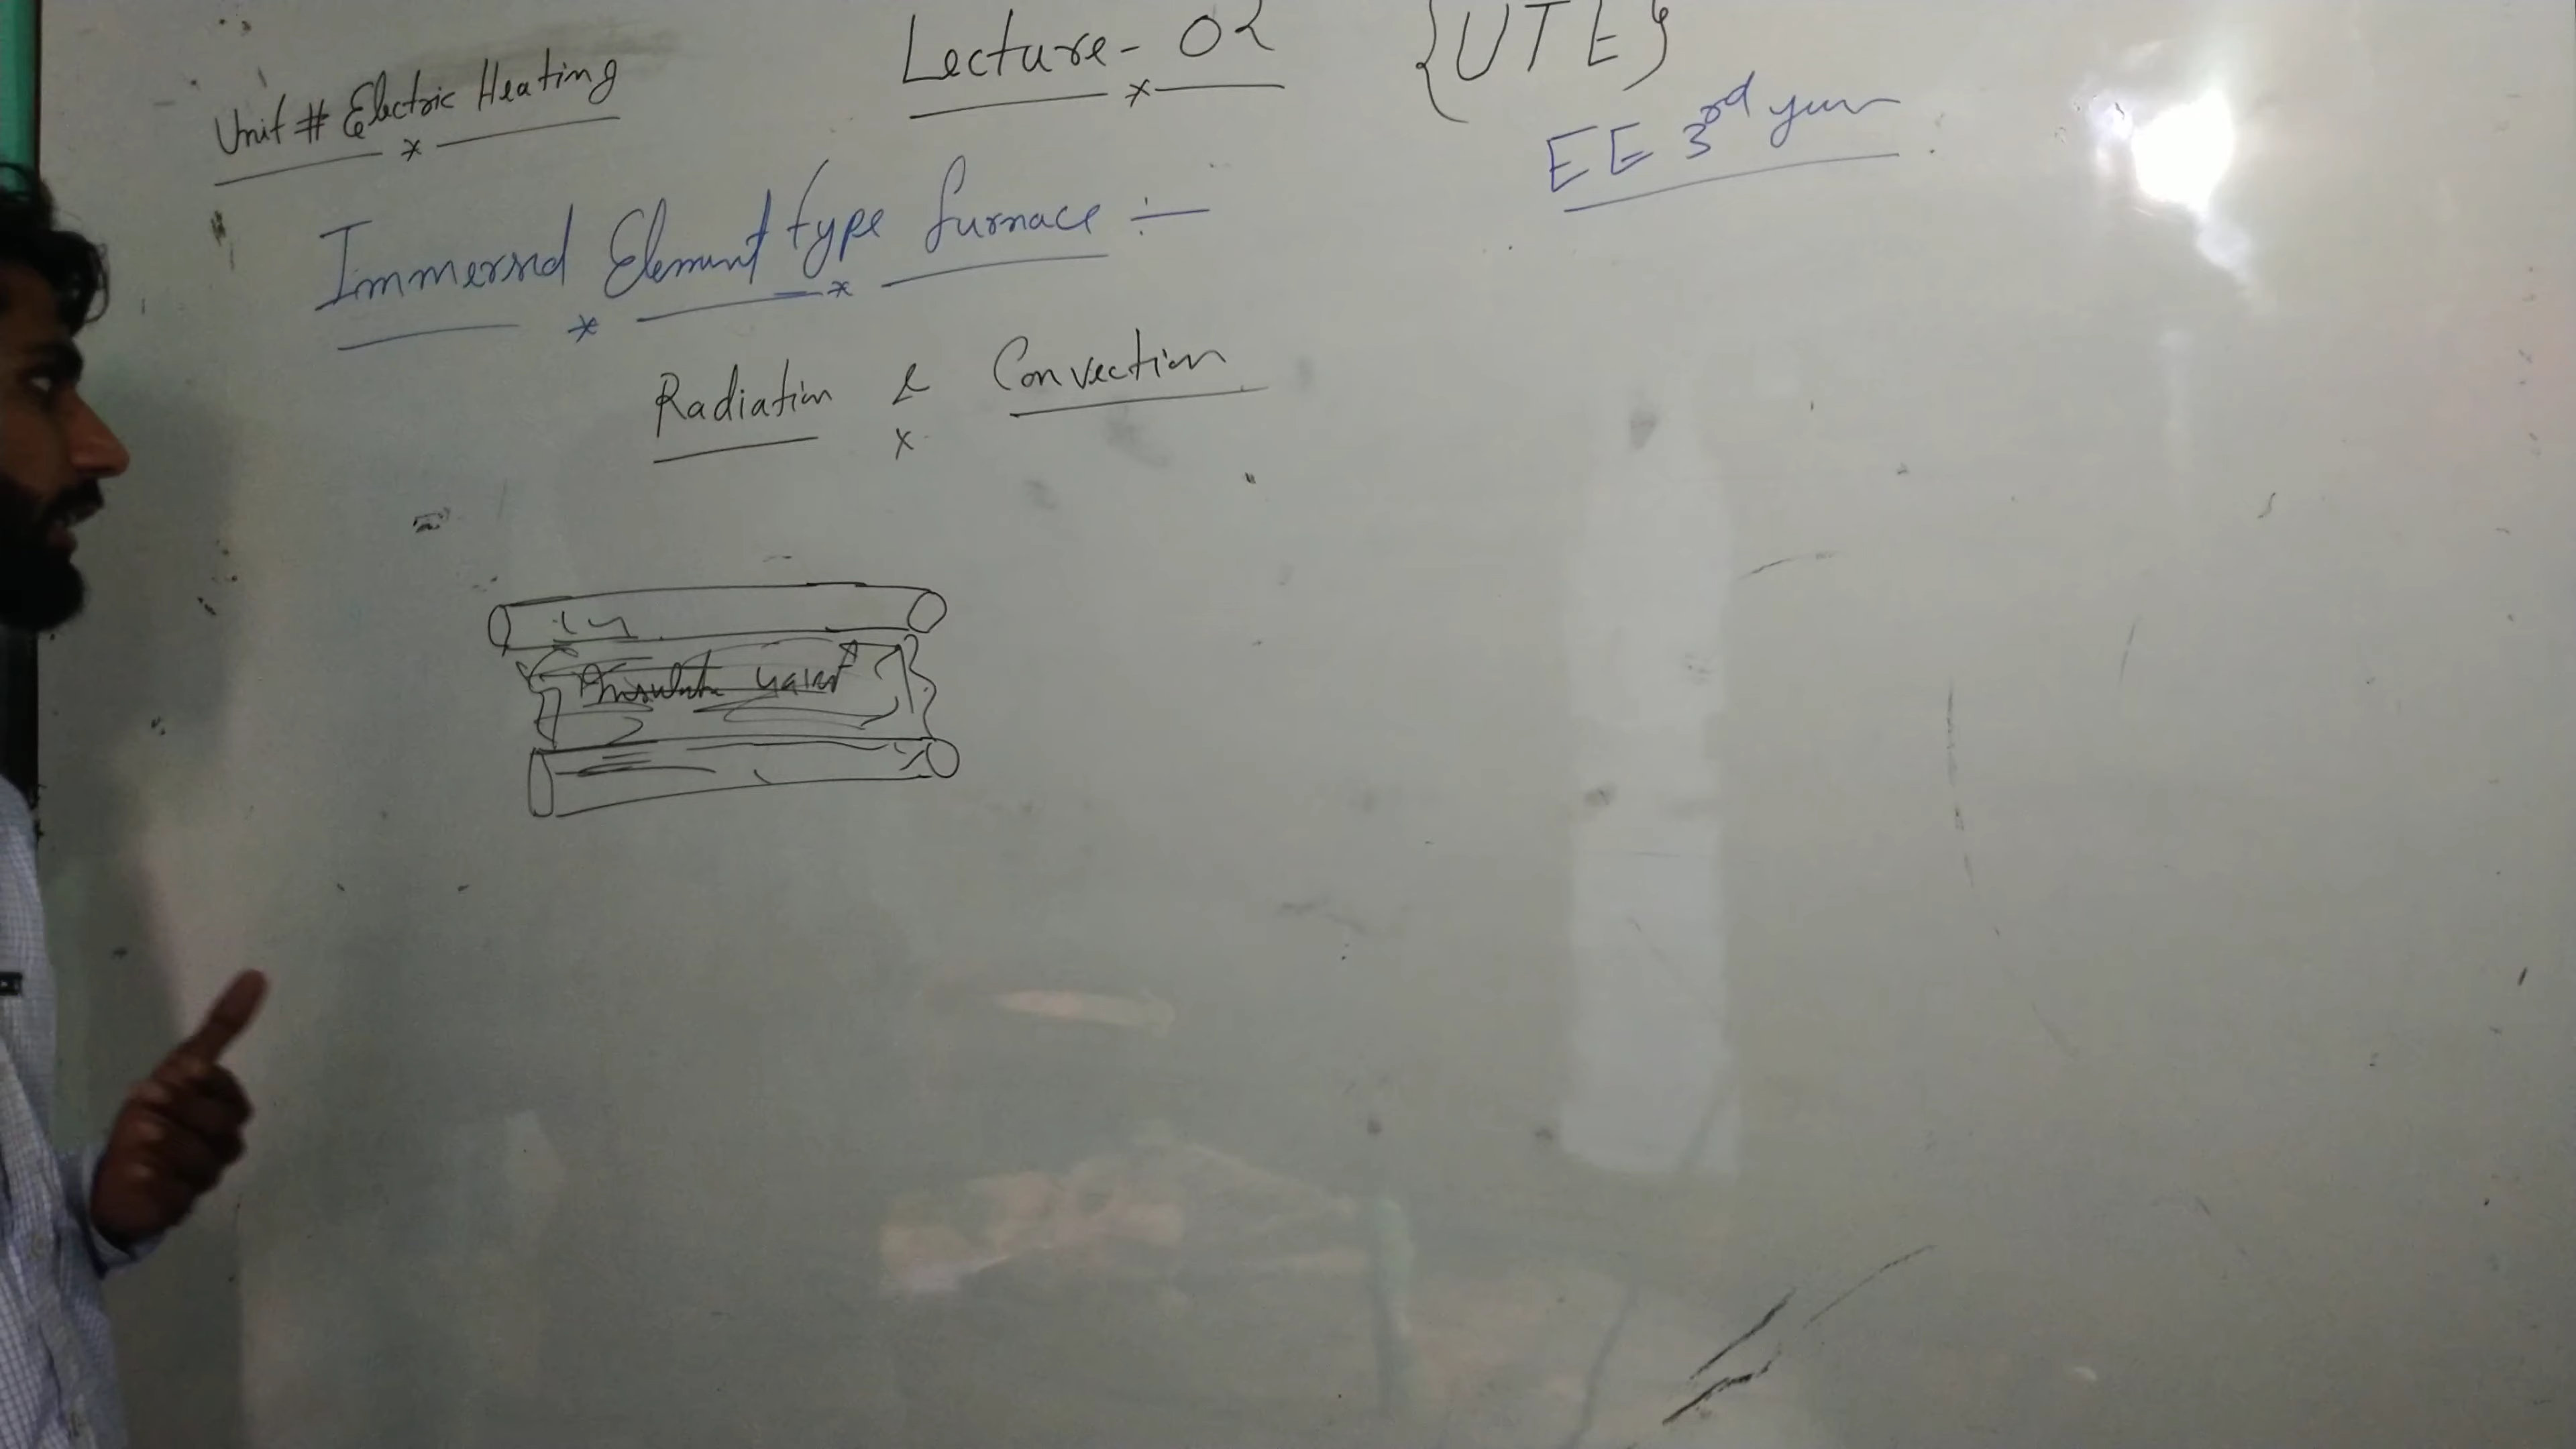 Lecture - 02 {UTE}
Unit # Electric Heating
EE 3rd year
Immersed Element type furnace :-
Radiation & Convection